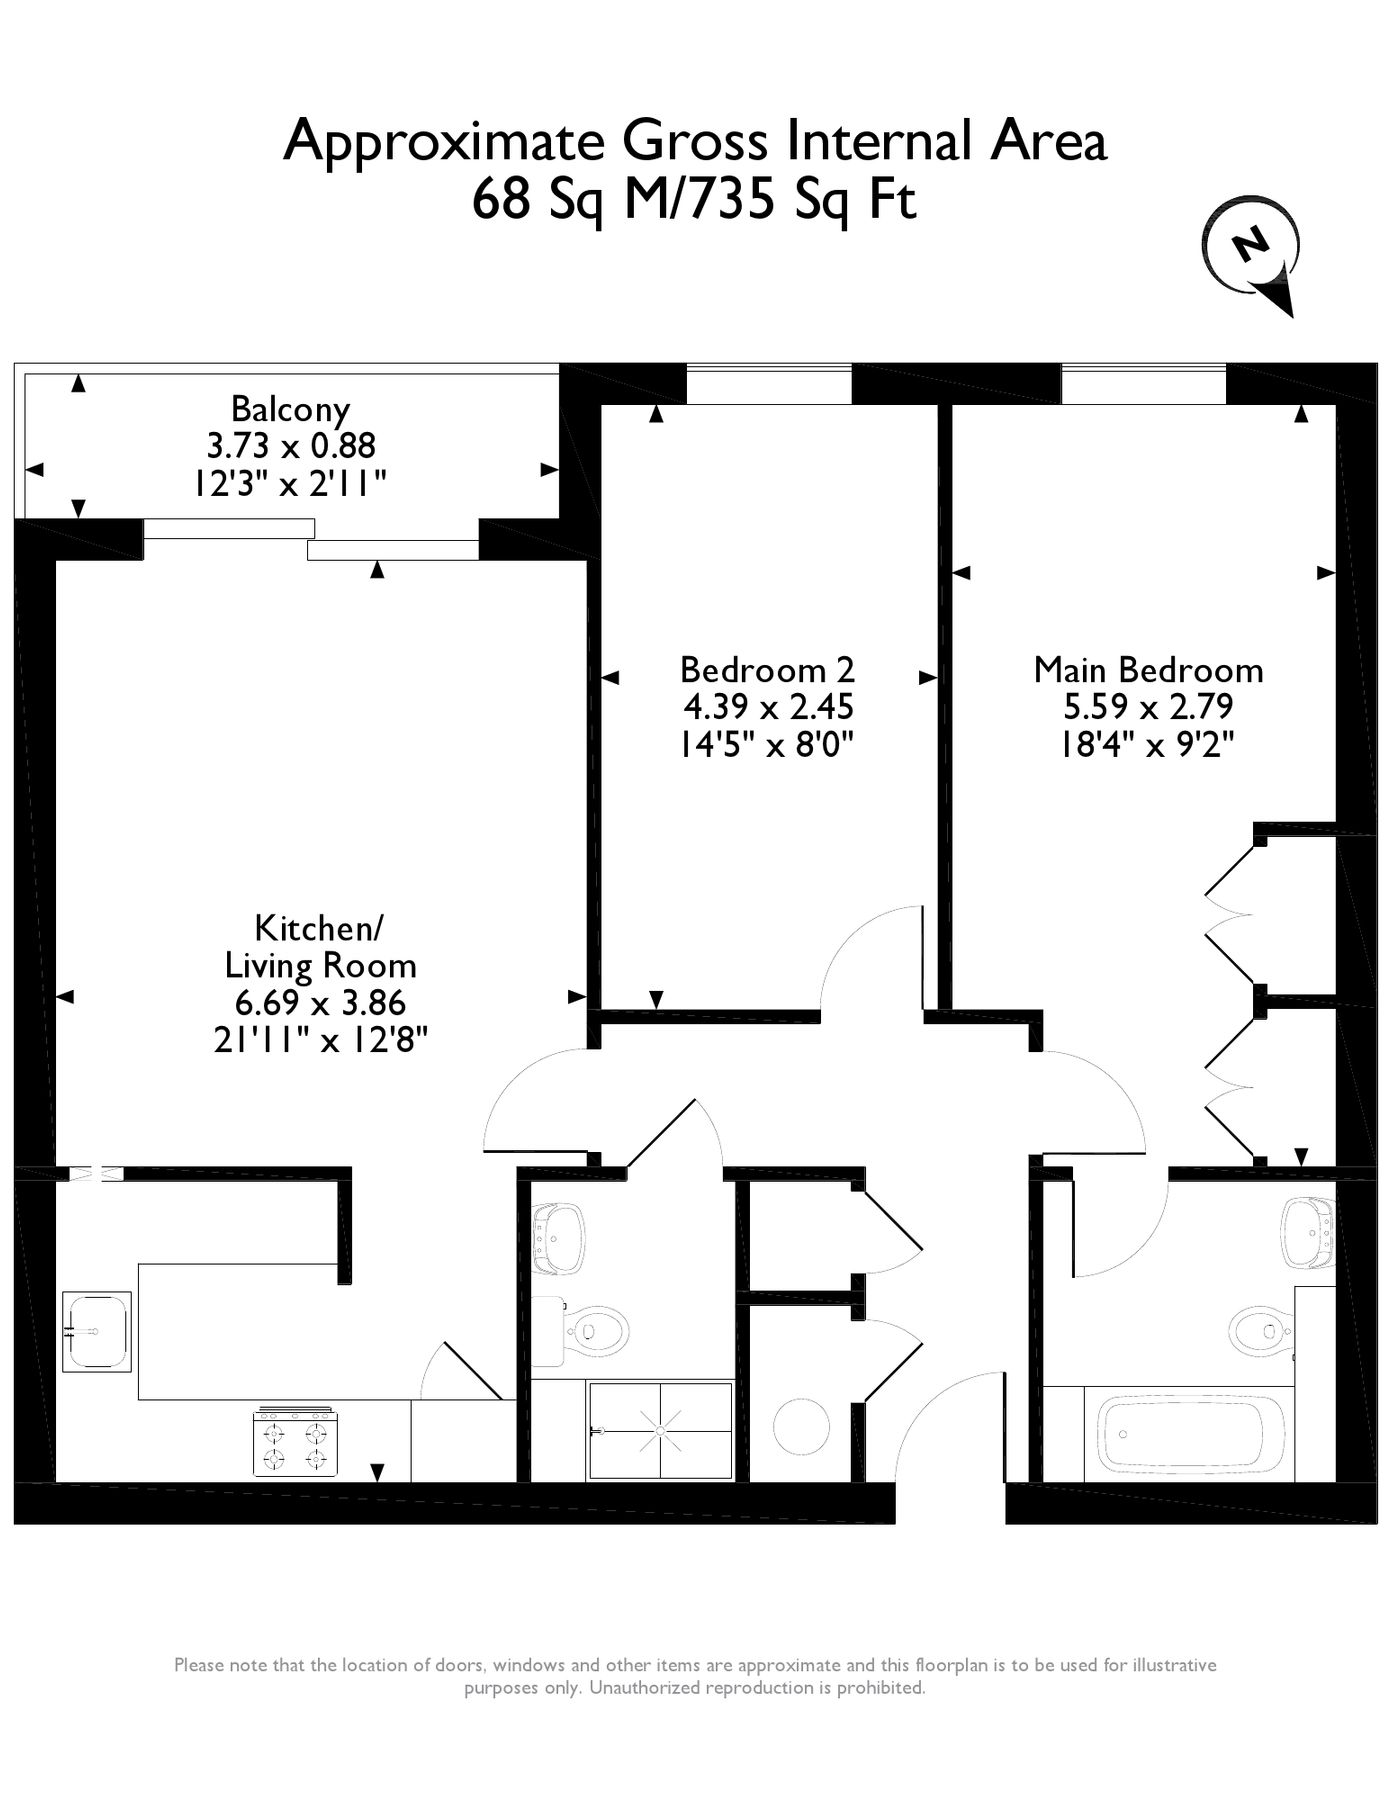 Approximate Gross Internal Area
68 Sq M/735 Sq Ft
N
Balcony
3.73 x 0.88
12'3" x 2'11"
Bedroom 2
4.39 x 2.45
14'5" x 8'0"
Main Bedroom
5.59 x 2.79
18'4" x 9'2"
Kitchen/
Living Room
6.69 x 3.86
21'11" x 12'8"
Please note that the location of doors, windows and other items are approximate and this floorplan is to be used for illustrative
purposes only. Unauthorized reproduction is prohibited.